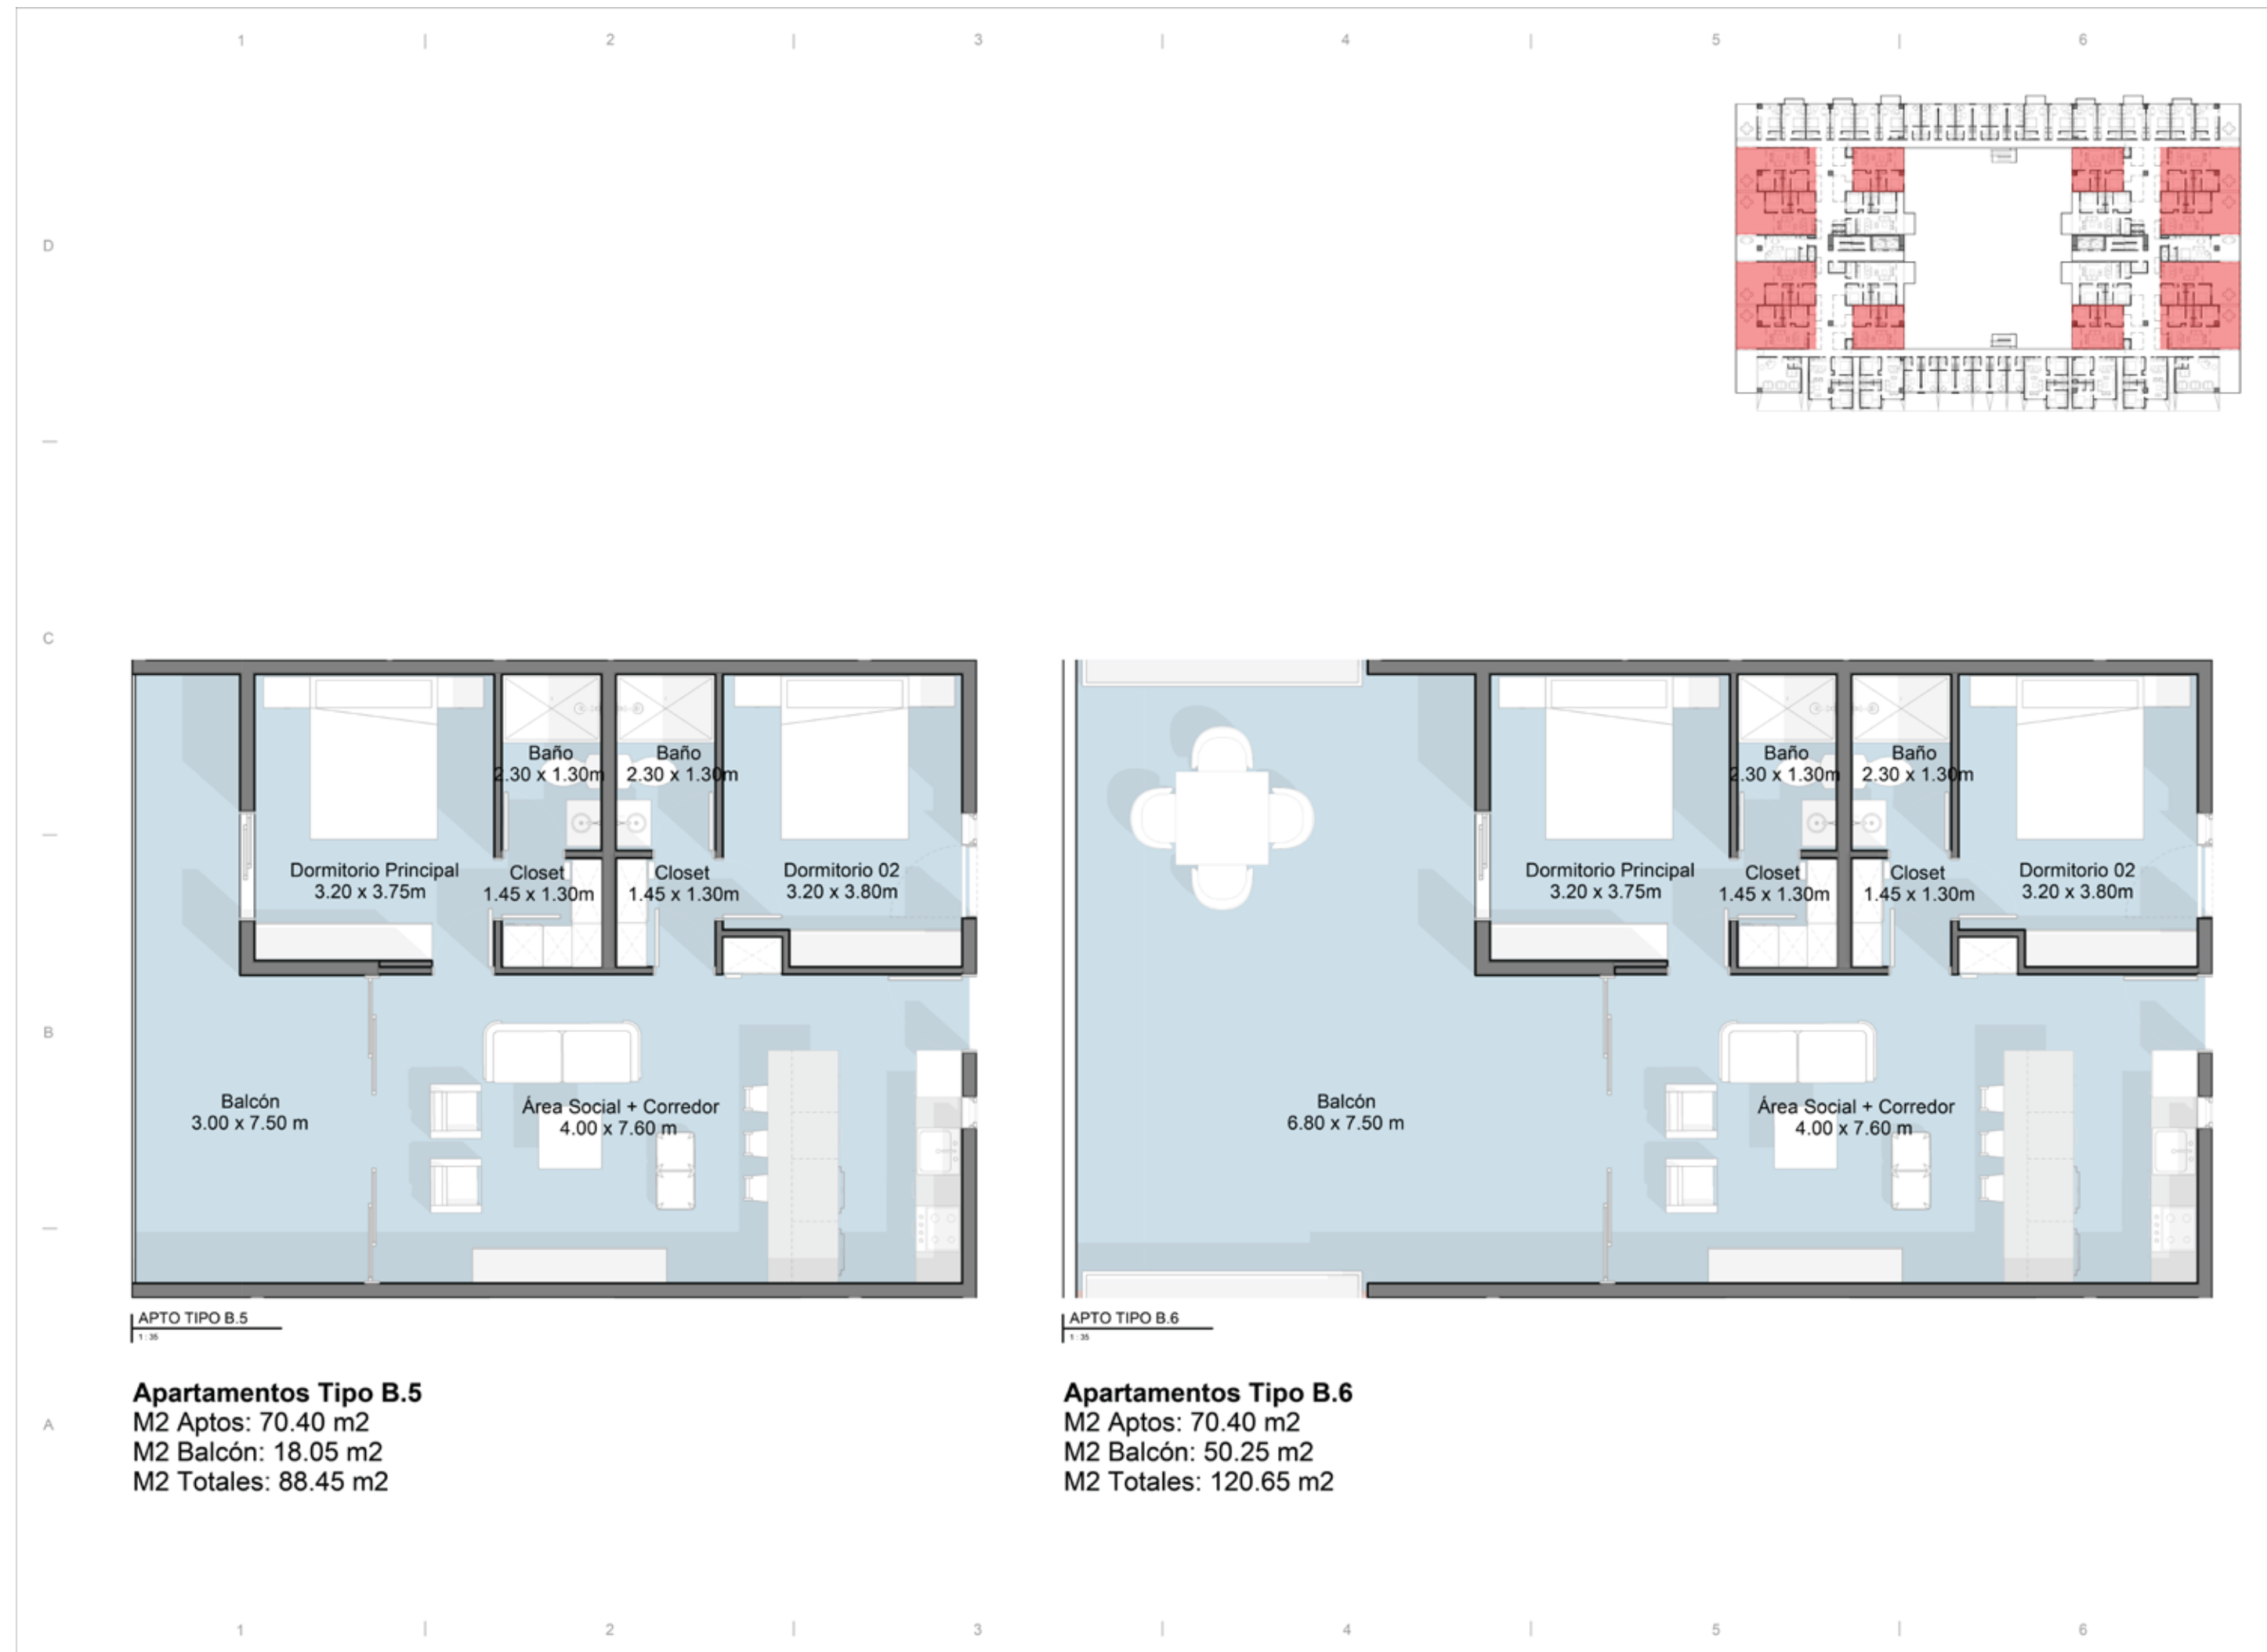 1 | 2 | 3 | 4 | 5 | 6
D
C
B
A
Baño
2.30 x 1.30m
Baño
2.30 x 1.30m
Dormitorio Principal
3.20 x 3.75m
Closet
1.45 x 1.30m
Closet
1.45 x 1.30m
Dormitorio 02
3.20 x 3.80m
Balcón
3.00 x 7.50 m
Área Social + Corredor
4.00 x 7.60 m
APTO TIPO B.5
1 : 35
Apartamentos Tipo B.5
M2 Aptos: 70.40 m2
M2 Balcón: 18.05 m2
M2 Totales: 88.45 m2
Baño
2.30 x 1.30m
Baño
2.30 x 1.30m
Dormitorio Principal
3.20 x 3.75m
Closet
1.45 x 1.30m
Closet
1.45 x 1.30m
Dormitorio 02
3.20 x 3.80m
Balcón
6.80 x 7.50 m
Área Social + Corredor
4.00 x 7.60 m
APTO TIPO B.6
1 : 35
Apartamentos Tipo B.6
M2 Aptos: 70.40 m2
M2 Balcón: 50.25 m2
M2 Totales: 120.65 m2
1 | 2 | 3 | 4 | 5 | 6